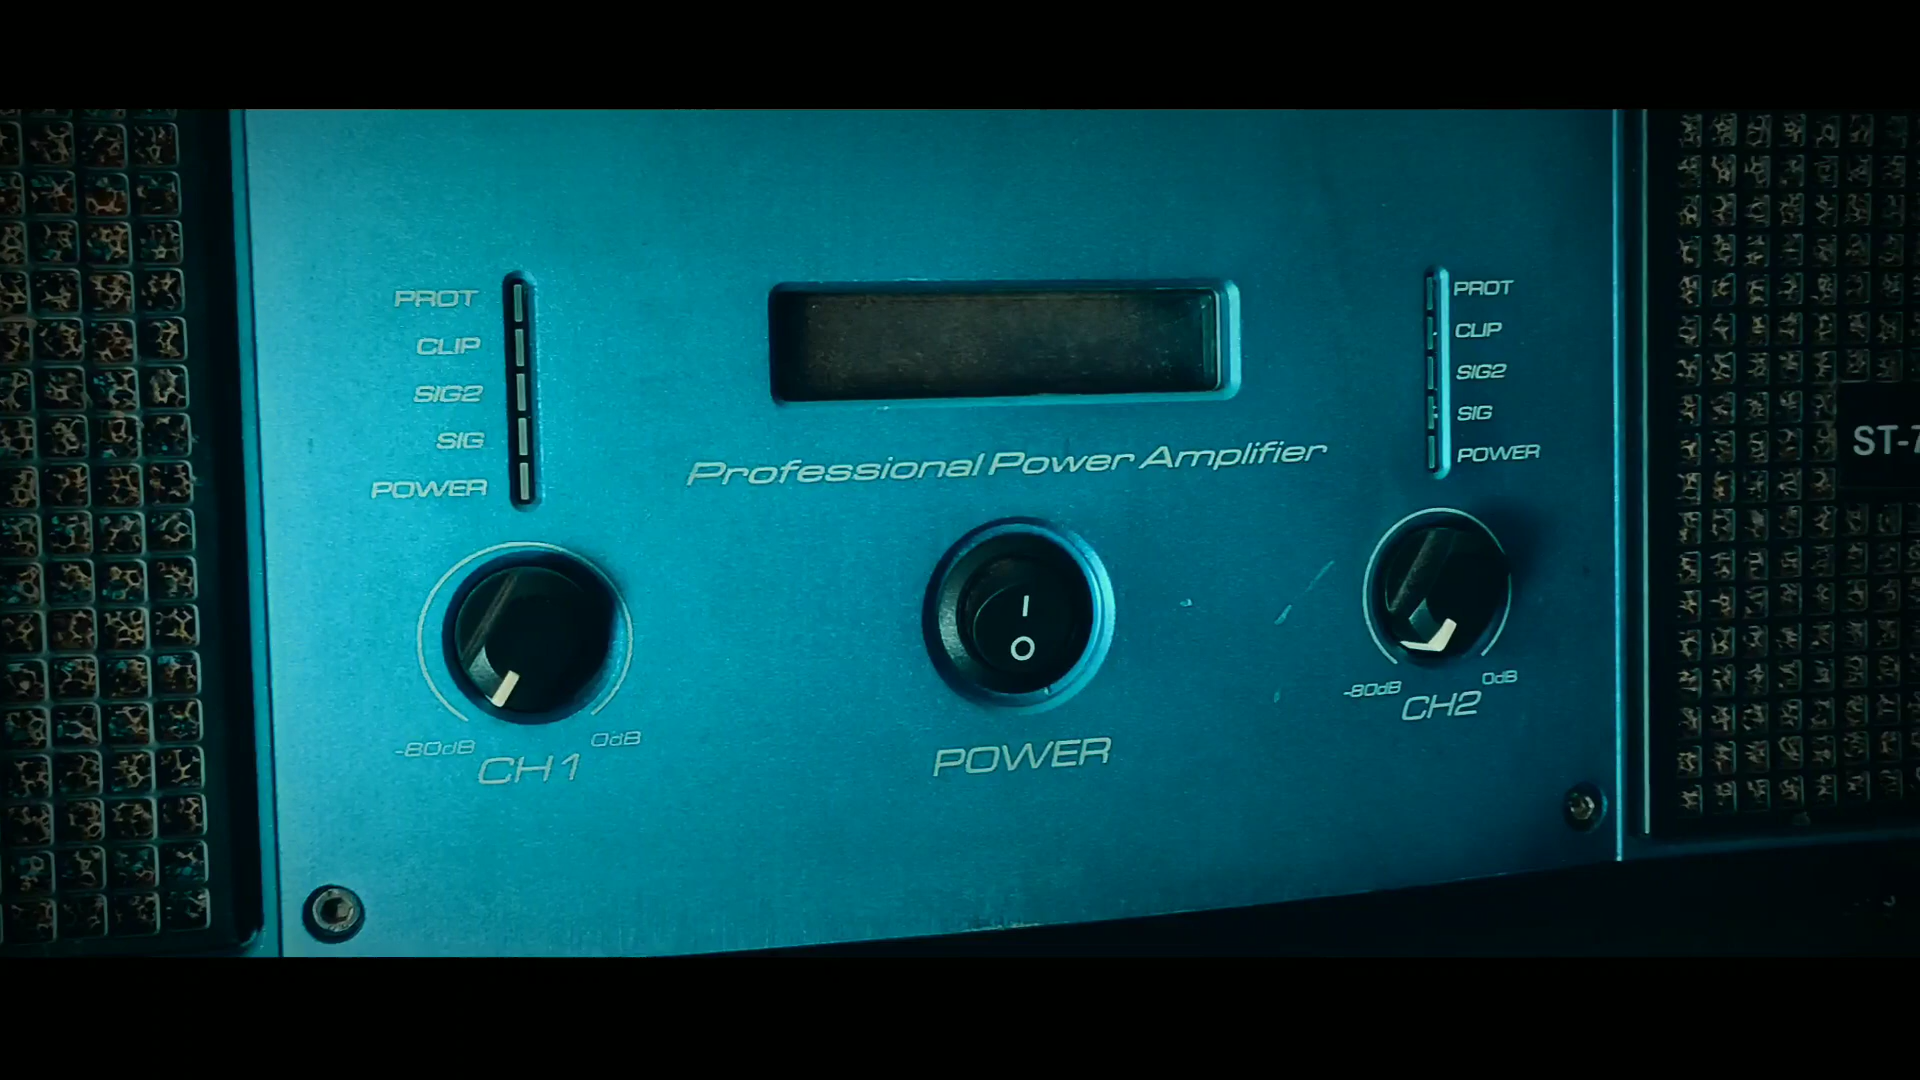 PROT
CLIP
SIG2
SIG
POWER
Professional Power Amplifier
PROT
CLIP
SIG2
SIG
POWER
-80dB
0dB
CH1
I
O
POWER
-80dB
0dB
CH2
ST-7